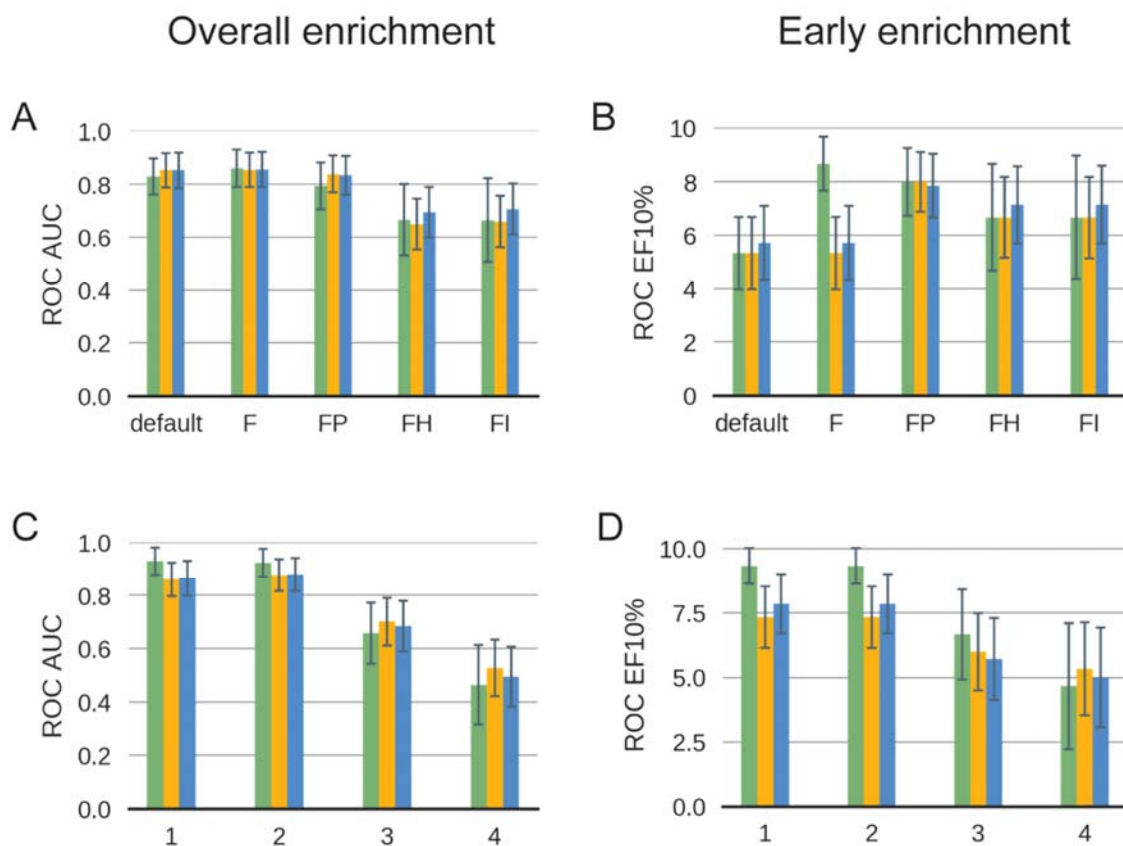 Overall enrichment
Early enrichment
A
ROC AUC
1.0
0.8
0.6
0.4
0.2
0.0
default F FP FH FI
B
ROC EF10%
10
8
6
4
2
0
default F FP FH FI
C
ROC AUC
1.0
0.8
0.6
0.4
0.2
0.0
1 2 3 4
D
ROC EF10%
10.0
7.5
5.0
2.5
0.0
1 2 3 4